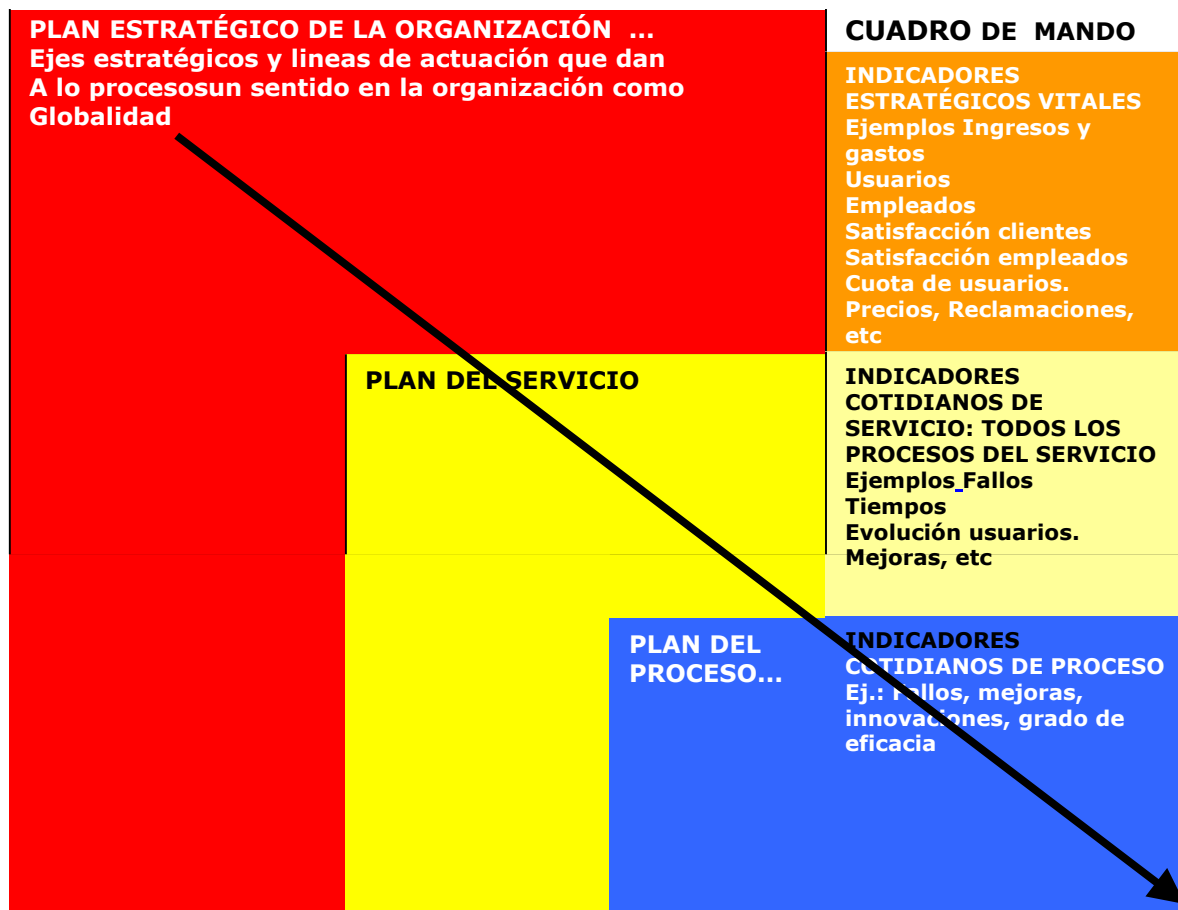 PLAN ESTRATÉGICO DE LA ORGANIZACIÓN ...
Ejes estratégicos y lineas de actuación que dan
A lo procesosun sentido en la organización como
Globalidad
CUADRO DE MANDO
INDICADORES
ESTRATÉGICOS VITALES
Ejemplos Ingresos y
gastos
Usuarios
Empleados
Satisfacción clientes
Satisfacción empleados
Cuota de usuarios.
Precios, Reclamaciones,
etc
PLAN DEL SERVICIO
INDICADORES
COTIDIANOS DE
SERVICIO: TODOS LOS
PROCESOS DEL SERVICIO
Ejemplos Fallos
Tiempos
Evolución usuarios.
Mejoras, etc
PLAN DEL
PROCESO...
INDICADORES
COTIDIANOS DE PROCESO
Ej.: Fallos, mejoras,
innovaciones, grado de
eficacia